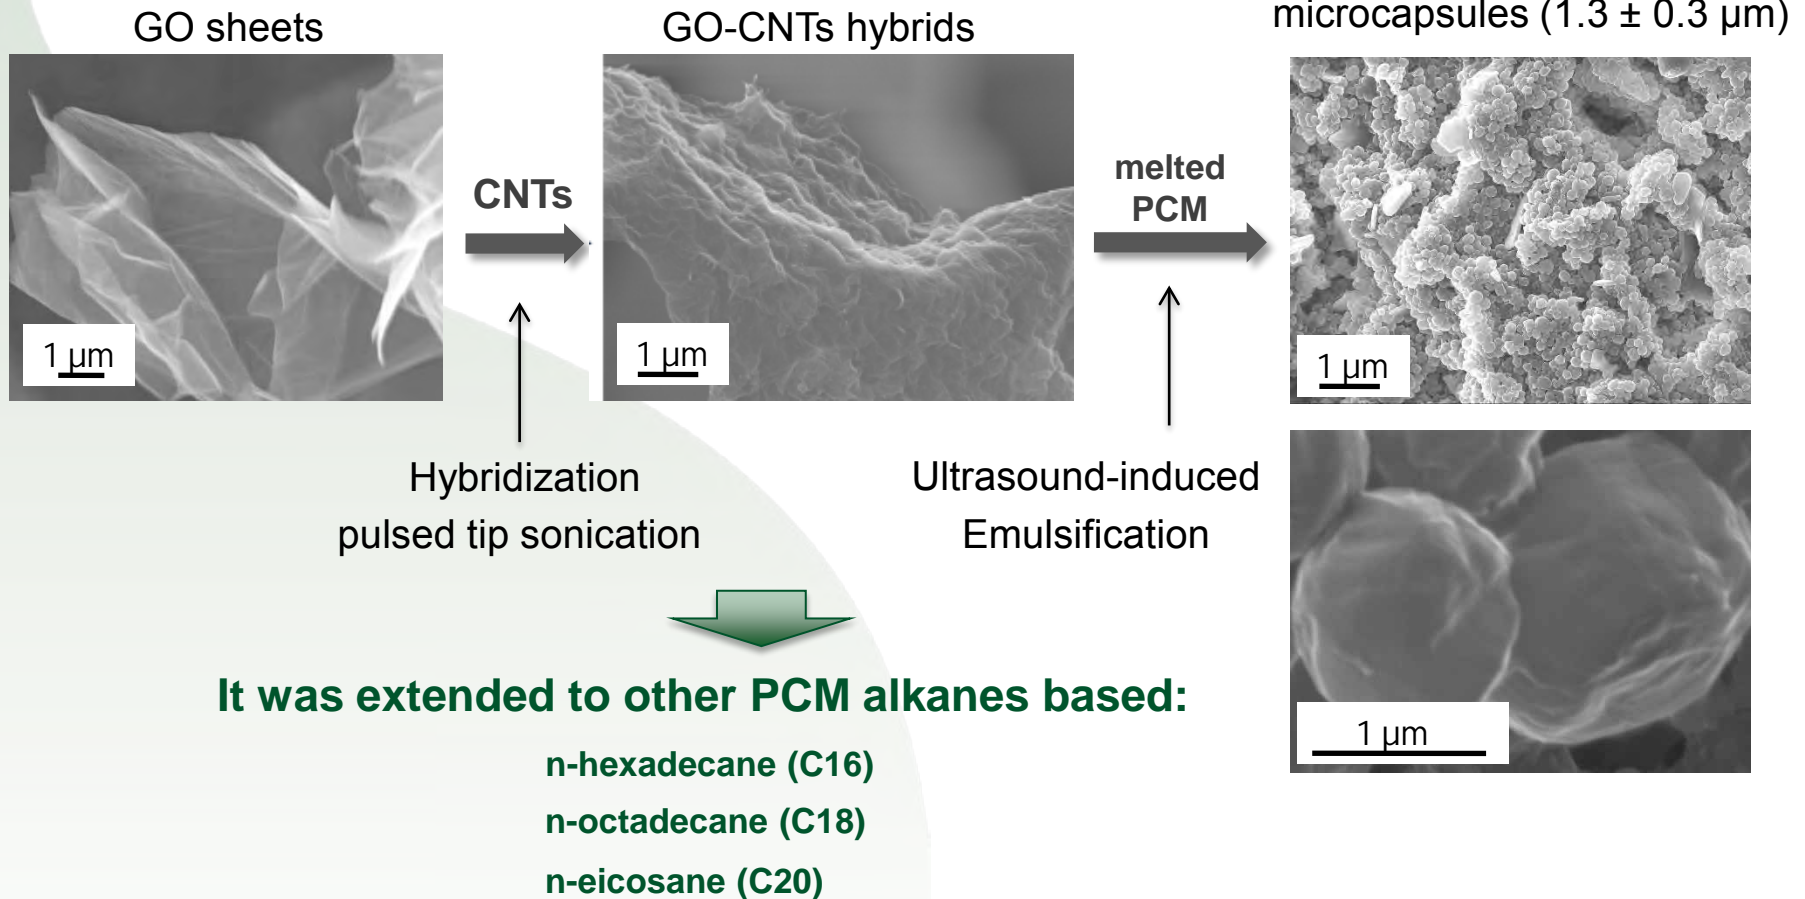 GO sheets
GO-CNTs hybrids
microcapsules (1.3 ± 0.3 μm)
CNTs
melted
PCM
1 μm
1 μm
1 μm
Hybridization
pulsed tip sonication
Ultrasound-induced
Emulsification
1 μm
It was extended to other PCM alkanes based:
n-hexadecane (C16)
n-octadecane (C18)
n-eicosane (C20)